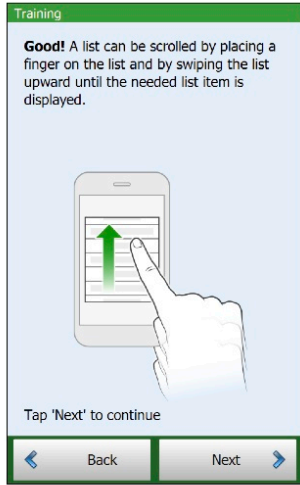 Training
Good! A list can be scrolled by placing a
finger on the list and by swiping the list
upward until the needed list item is
displayed.
Tap 'Next' to continue
Back
Next